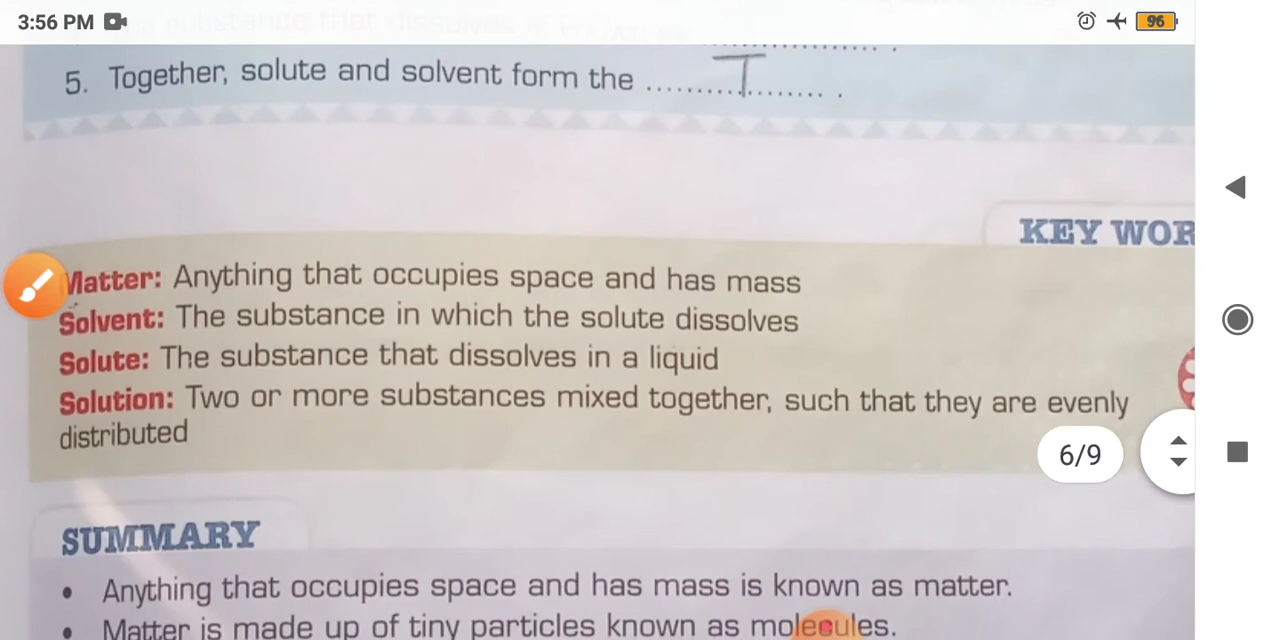 3:56 PM
96
5. Together, solute and solvent form the .......T.......... .
KEY WOR
Matter: Anything that occupies space and has mass
Solvent: The substance in which the solute dissolves
Solute: The substance that dissolves in a liquid
Solution: Two or more substances mixed together, such that they are evenly
distributed
6/9
SUMMARY
• Anything that occupies space and has mass is known as matter.
• Matter is made up of tiny particles known as molecules.